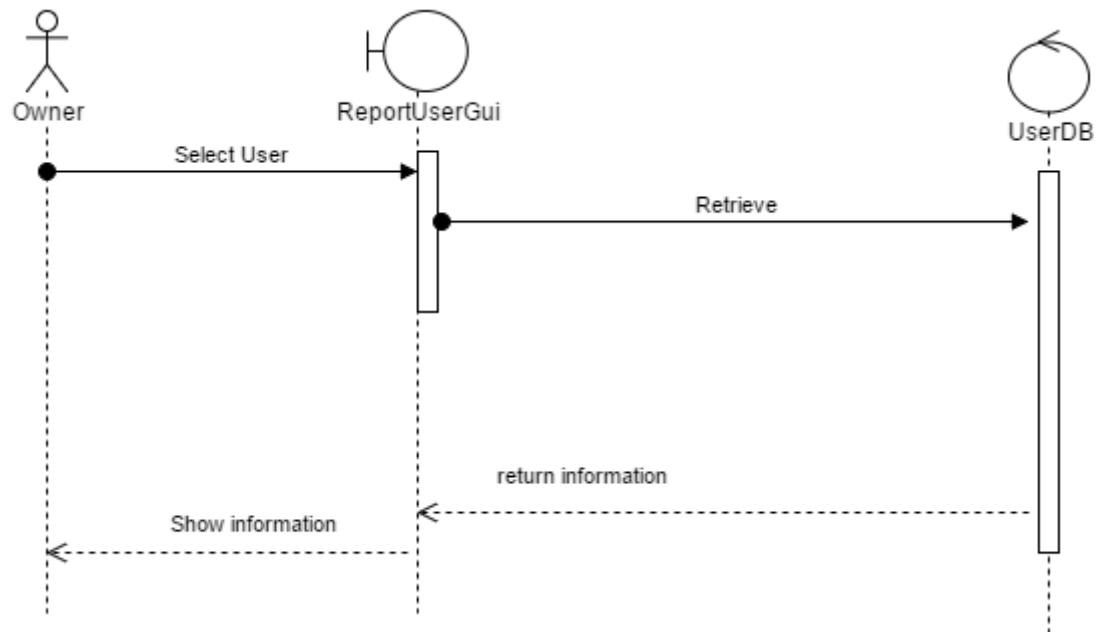 Owner
ReportUserGui
UserDB
Select User
Retrieve
return information
Show information